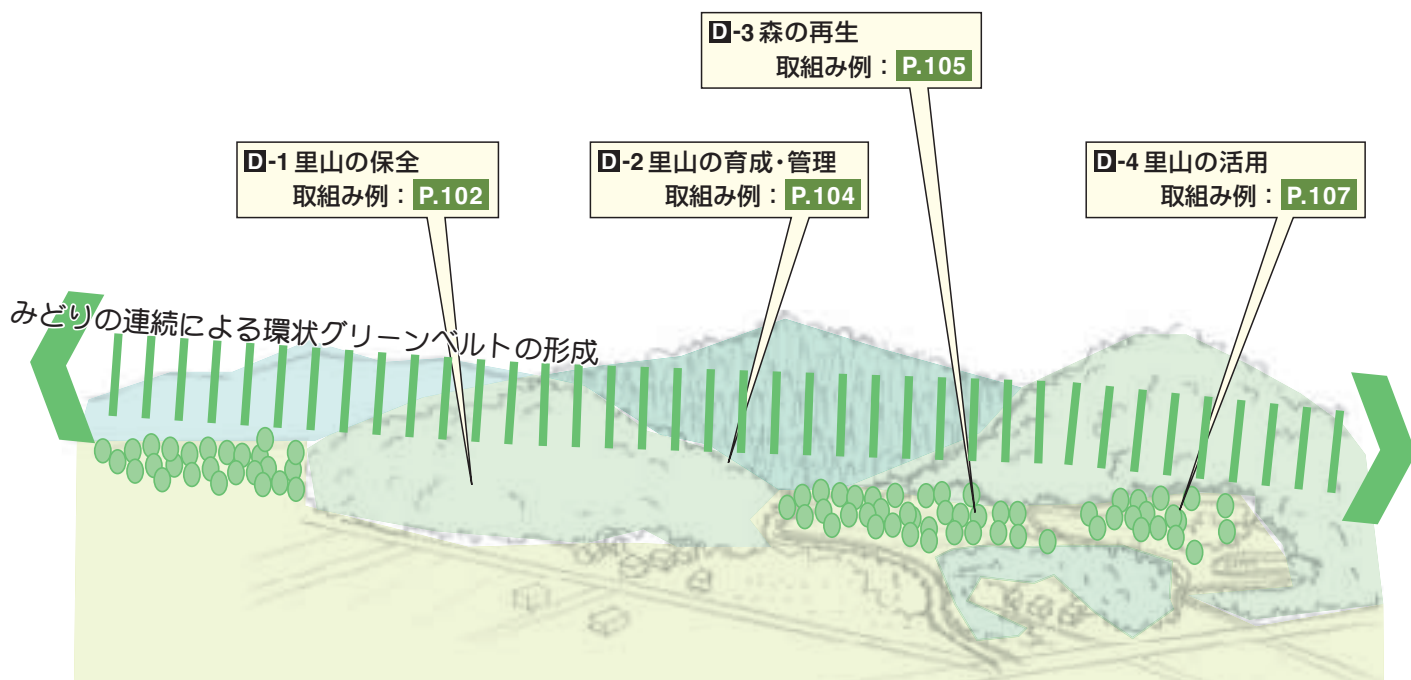 D-3 森の再生
取組み例：P.105
D-1 里山の保全
取組み例：P.102
D-2 里山の育成・管理
取組み例：P.104
D-4 里山の活用
取組み例：P.107
みどりの連続による環状グリーンベルトの形成